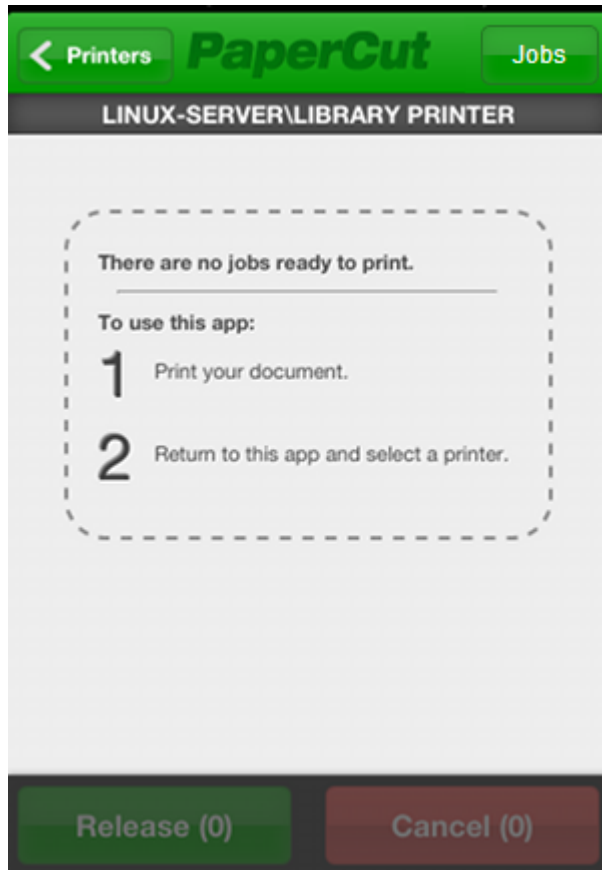 Printers PaperCut Jobs
LINUX-SERVER\LIBRARY PRINTER
There are no jobs ready to print.
To use this app:
1 Print your document.
2 Return to this app and select a printer.
Release (0) Cancel (0)